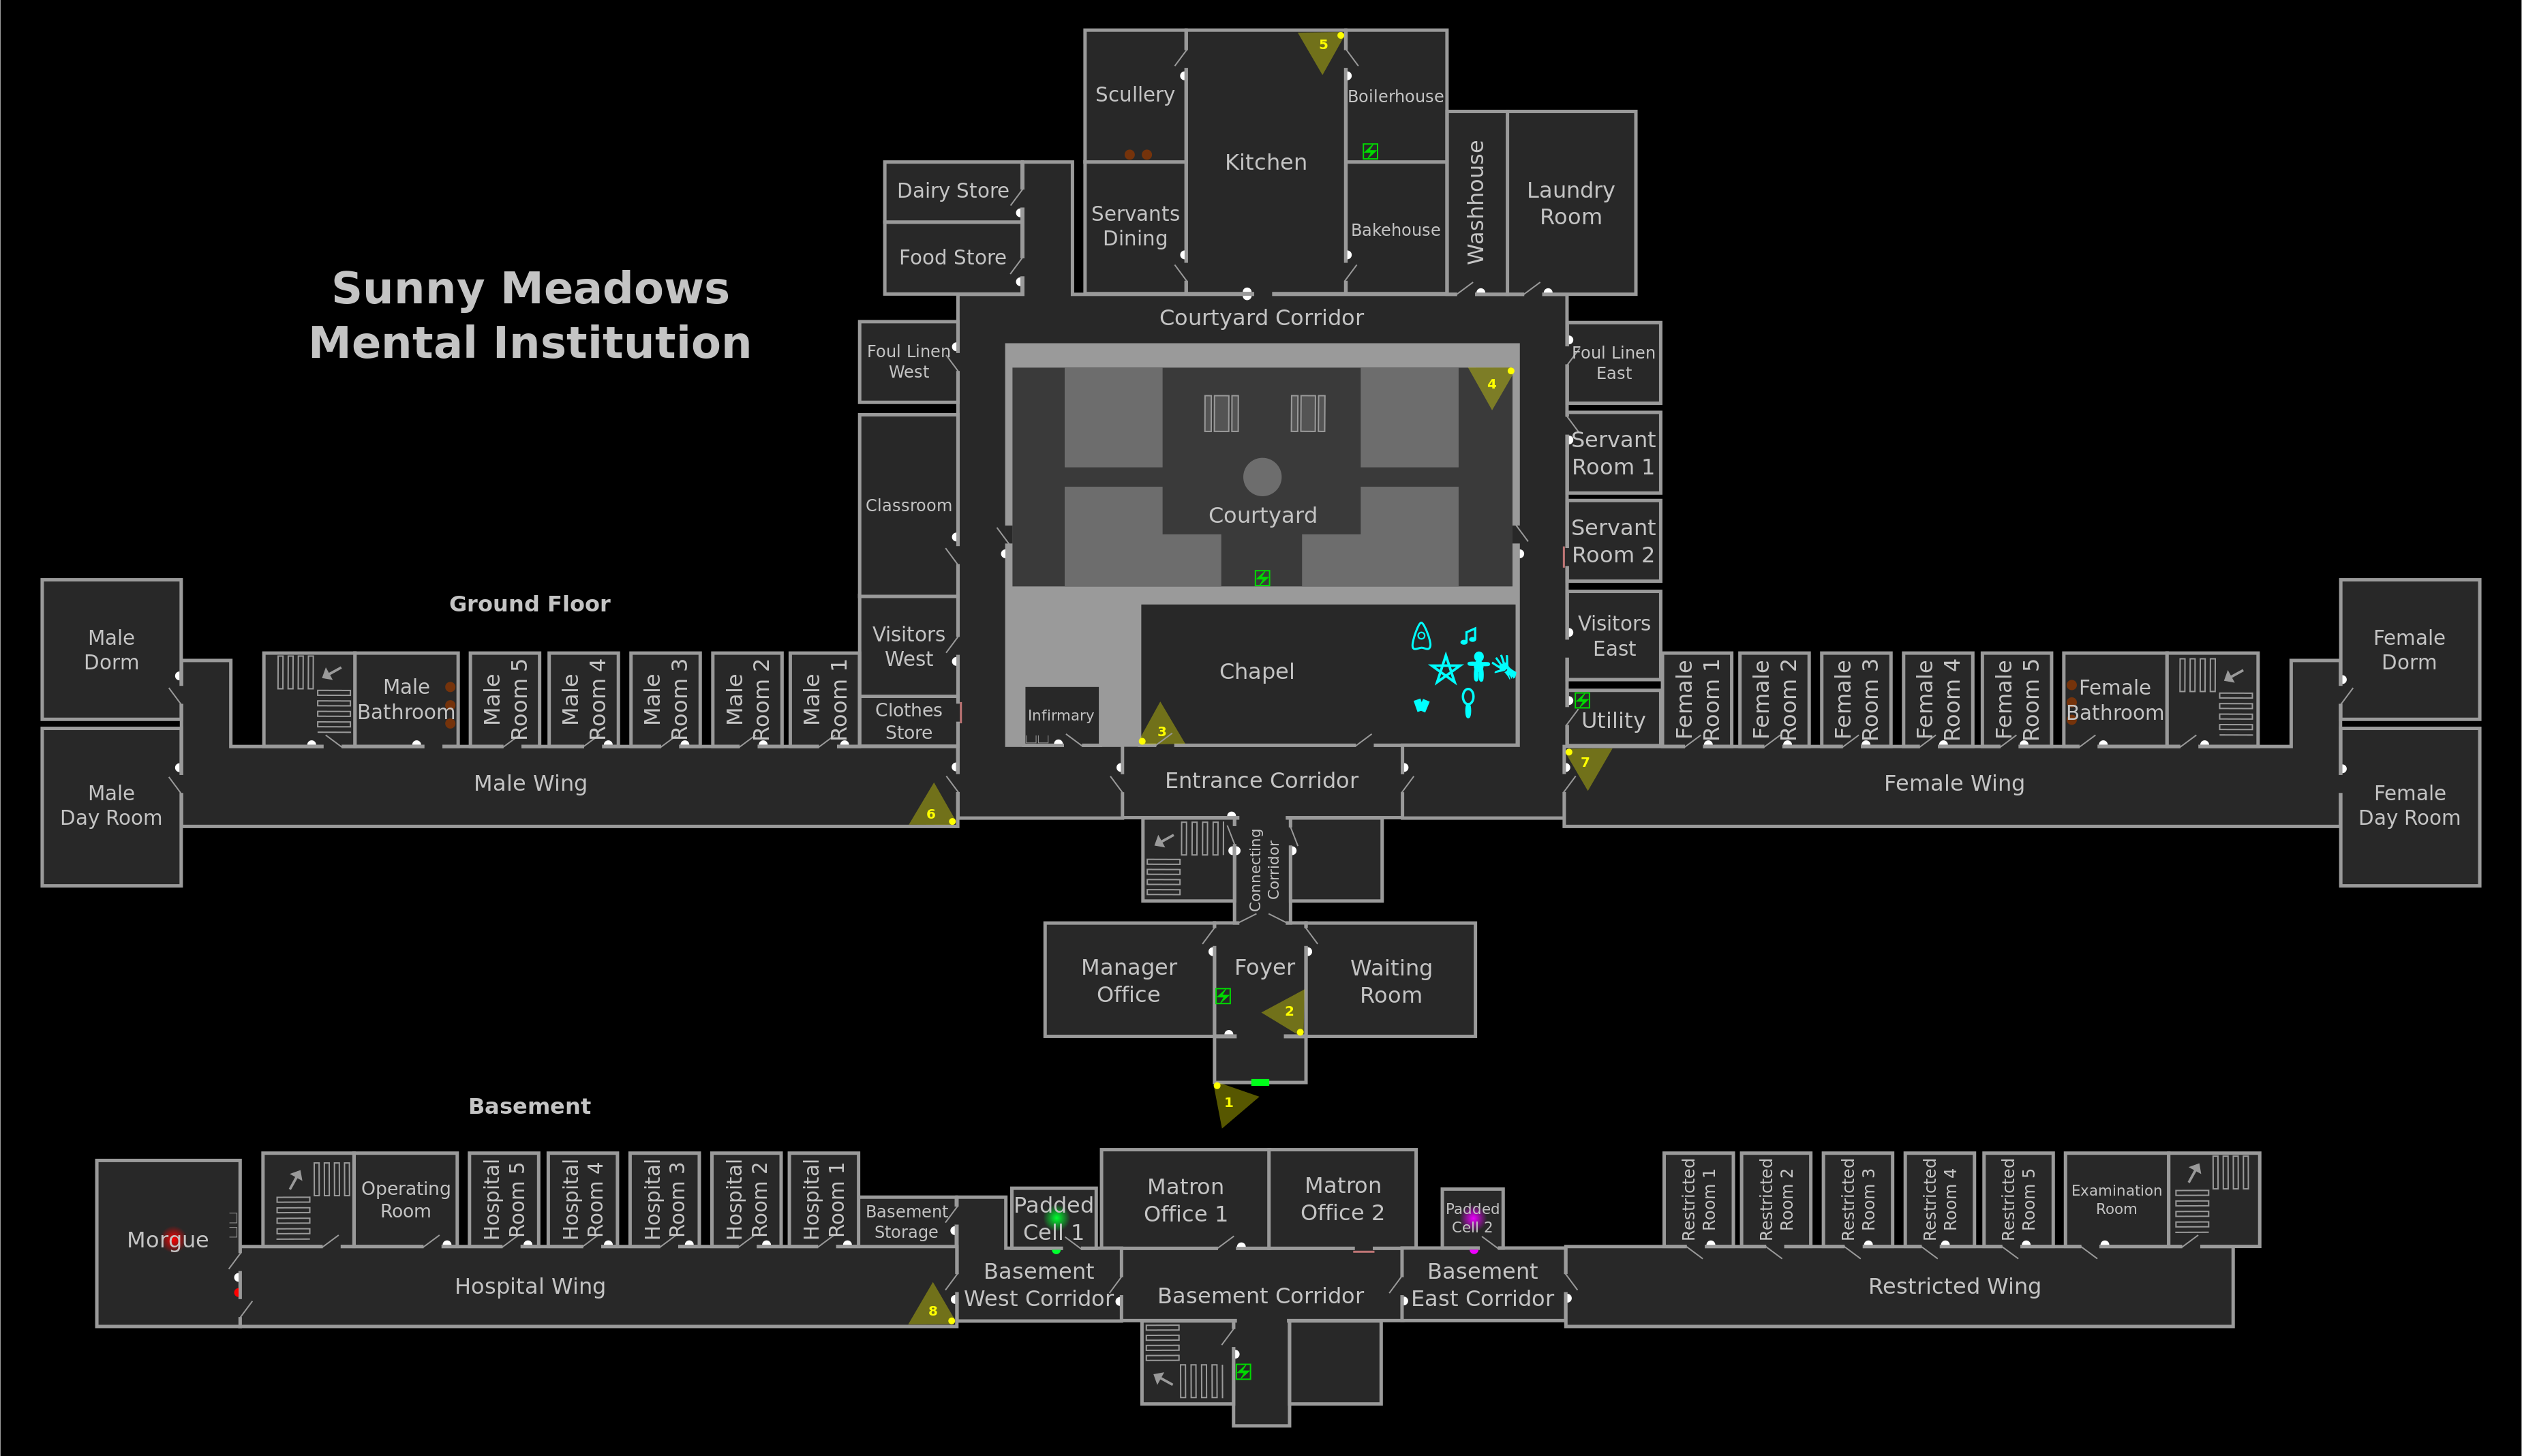 5
Scullery
Boilerhouse
Kitchen
Washhouse
Dairy Store
Laundry
Room
Servants
Dining
Bakehouse
Food Store
Sunny Meadows
Mental Institution
Courtyard Corridor
Foul Linen
West
Foul Linen
East
4
Servant
Room 1
Classroom
Courtyard
Servant
Room 2
Ground Floor
Male
Dorm
Male
Bathroom
Male
Room 5
Male
Room 4
Male
Room 3
Male
Room 2
Male
Room 1
Visitors
West
Clothes
Store
Chapel
Infirmary
3
Visitors
East
Utility
Female
Room 1
Female
Room 2
Female
Room 3
Female
Room 4
Female
Room 5
Female
Bathroom
Female
Dorm
Male
Day Room
Male Wing
6
Entrance Corridor
7
Female Wing
Female
Day Room
Connecting
Corridor
Manager
Office
Foyer
2
Waiting
Room
1
Basement
Morgue
Operating
Room
Hospital
Room 5
Hospital
Room 4
Hospital
Room 3
Hospital
Room 2
Hospital
Room 1
Basement
Storage
Padded
Cell 1
Matron
Office 1
Matron
Office 2
Padded
Cell 2
Restricted
Room 1
Restricted
Room 2
Restricted
Room 3
Restricted
Room 4
Restricted
Room 5
Examination
Room
Hospital Wing
8
Basement
West Corridor
Basement Corridor
Basement
East Corridor
Restricted Wing